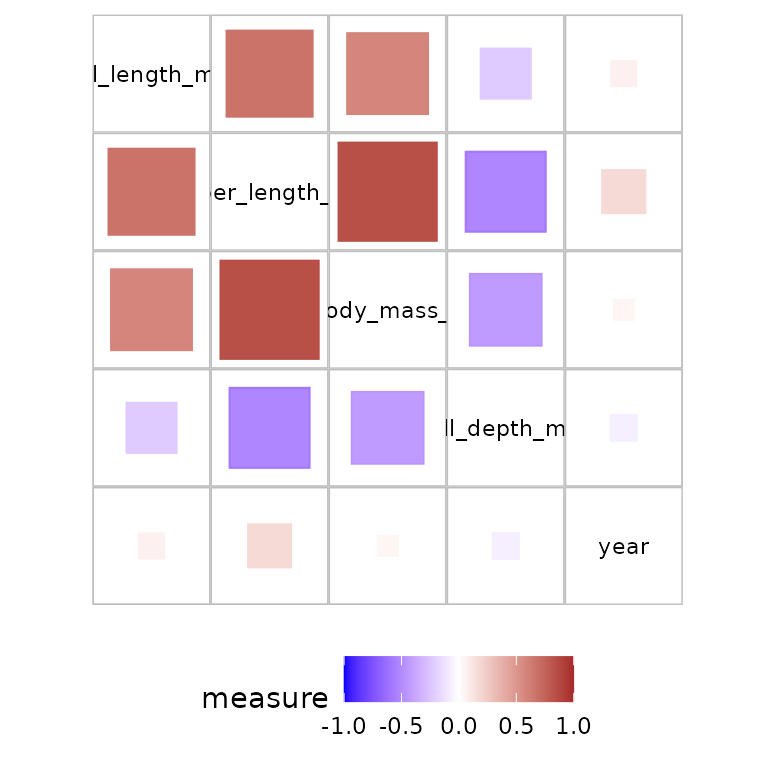 l_length_m
er_length_
ody_mass_
ll_depth_m
year
measure
-1.0 -0.5 0.0 0.5 1.0